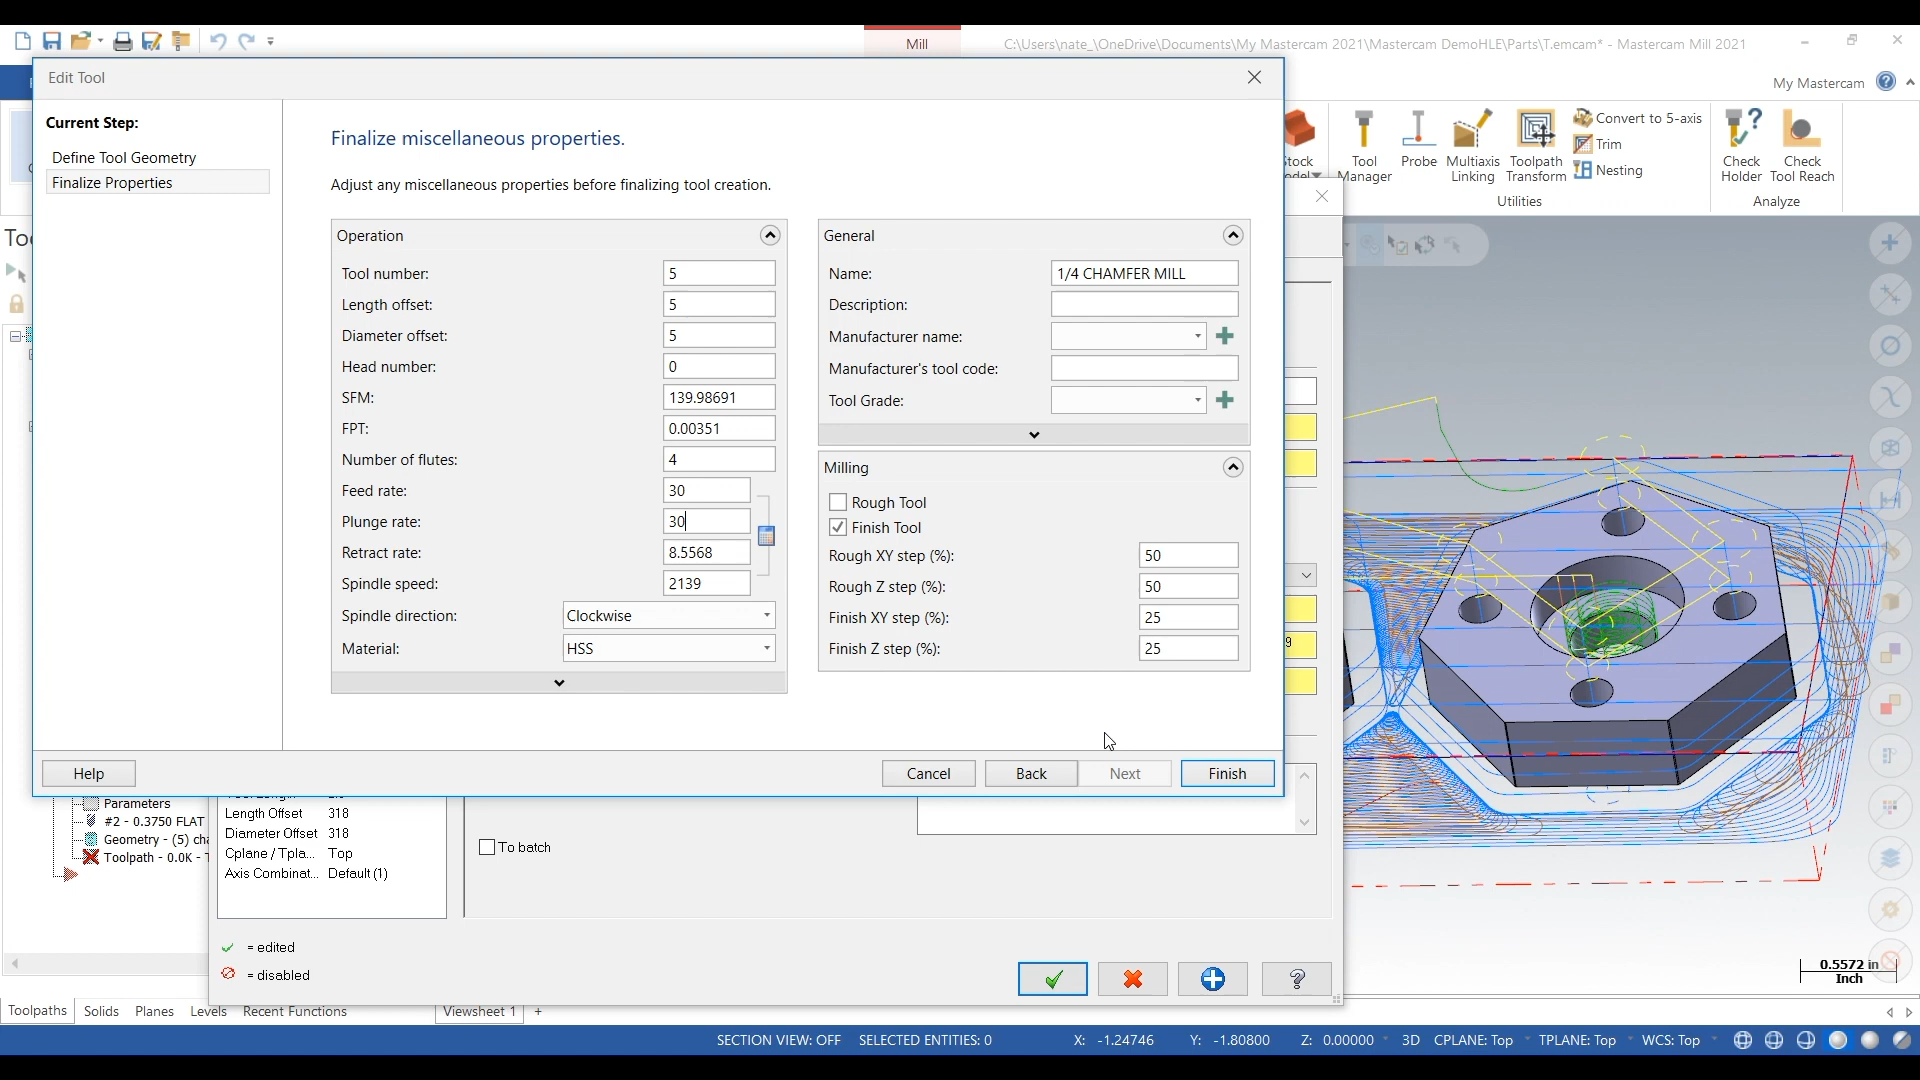 Mill
C:\Users\nate_\OneDrive\Documents\My Mastercam 2021\Mastercam DemoHLE\Parts\T.emcam* - Mastercam Mill 2021
My Mastercam
Edit Tool
Current Step:
Define Tool Geometry
Finalize Properties
Finalize miscellaneous properties.
Adjust any miscellaneous properties before finalizing tool creation.
Operation
Tool number: 5
Length offset: 5
Diameter offset: 5
Head number: 0
SFM: 139.98691
FPT: 0.00351
Number of flutes: 4
Feed rate: 30
Plunge rate: 30
Retract rate: 8.5568
Spindle speed: 2139
Spindle direction: Clockwise
Material: HSS
General
Name: 1/4 CHAMFER MILL
Description:
Manufacturer name:
Manufacturer's tool code:
Tool Grade:
Milling
Rough Tool
Finish Tool
Rough XY step (%): 50
Rough Z step (%): 50
Finish XY step (%): 25
Finish Z step (%): 25
Help
Cancel
Back
Next
Finish
Tool Manager
Probe
Multiaxis Linking
Toolpath Transform
Convert to 5-axis
Trim
Nesting
Utilities
Check Holder
Check Tool Reach
Analyze
Parameters
#2 - 0.3750 FLAT
Geometry - (5) cha
Toolpath - 0.0K - T
Length Offset 318
Diameter Offset 318
Cplane / Tpla... Top
Axis Combinat... Default (1)
To batch
= edited
= disabled
0.5572 in
Inch
Toolpaths
Solids
Planes
Levels
Recent Functions
Viewsheet 1
SECTION VIEW: OFF
SELECTED ENTITIES: 0
X: -1.24746
Y: -1.80800
Z: 0.00000
3D
CPLANE: Top
TPLANE: Top
WCS: Top